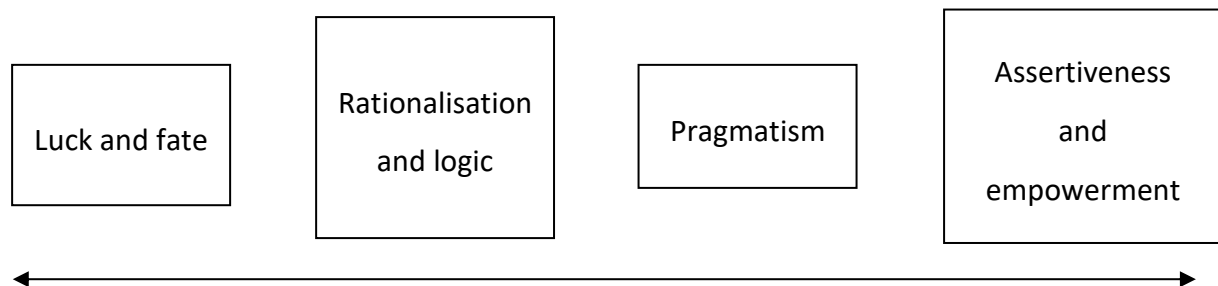 Luck and fate
Rationalisation
and logic
Pragmatism
Assertiveness
and
empowerment